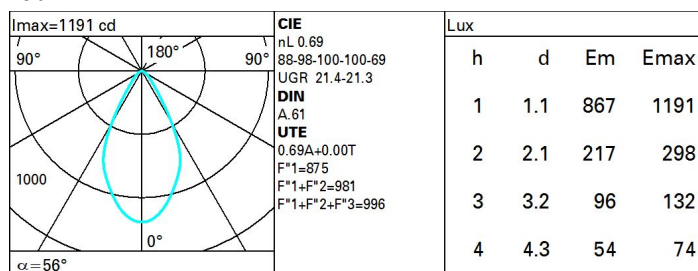 Imax=1191 cd
90° 180° 90°
1000
0°
α=56°
CIE
nL 0.69
88-98-100-100-69
UGR 21.4-21.3
DIN
A.61
UTE
0.69A+0.00T
F"1=875
F"1+F"2=981
F"1+F"2+F"3=996
Lux
h d Em Emax
1 1.1 867 1191
2 2.1 217 298
3 3.2 96 132
4 4.3 54 74